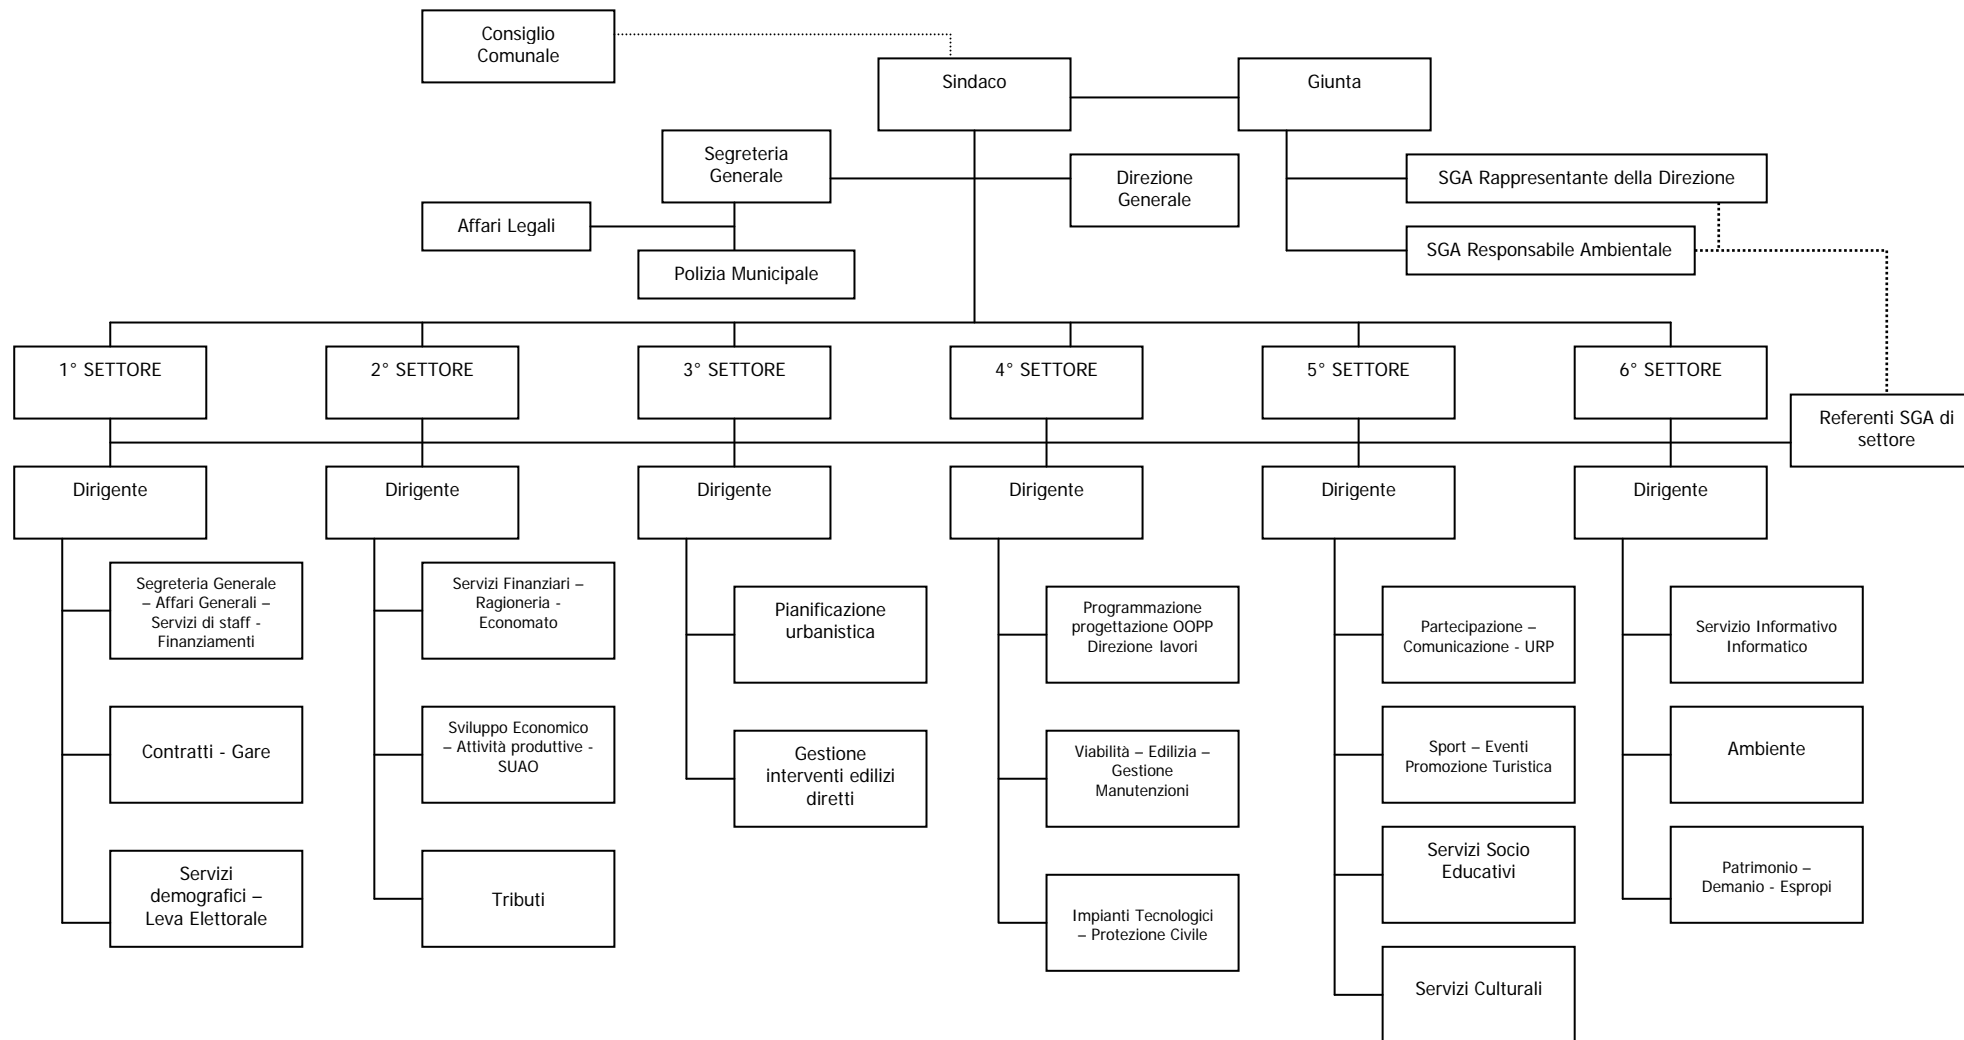 Consiglio
Comunale
Sindaco
Giunta
Segreteria
Generale
Direzione
Generale
SGA Rappresentante della Direzione
Affari Legali
SGA Responsabile Ambientale
Polizia Municipale
1° SETTORE
2° SETTORE
3° SETTORE
4° SETTORE
5° SETTORE
6° SETTORE
Referenti SGA di
settore
Dirigente
Dirigente
Dirigente
Dirigente
Dirigente
Dirigente
Segreteria Generale
– Affari Generali –
Servizi di staff -
Finanziamenti
Contratti - Gare
Servizi
demografici –
Leva Elettorale
Servizi Finanziari –
Ragioneria -
Economato
Sviluppo Economico
– Attività produttive -
SUAO
Tributi
Pianificazione
urbanistica
Gestione
interventi edilizi
diretti
Programmazione
progettazione OOPP
Direzione lavori
Viabilità – Edilizia –
Gestione
Manutenzioni
Impianti Tecnologici
– Protezione Civile
Partecipazione –
Comunicazione - URP
Sport – Eventi
Promozione Turistica
Servizi Socio
Educativi
Servizi Culturali
Servizio Informativo
Informatico
Ambiente
Patrimonio –
Demanio - Espropi